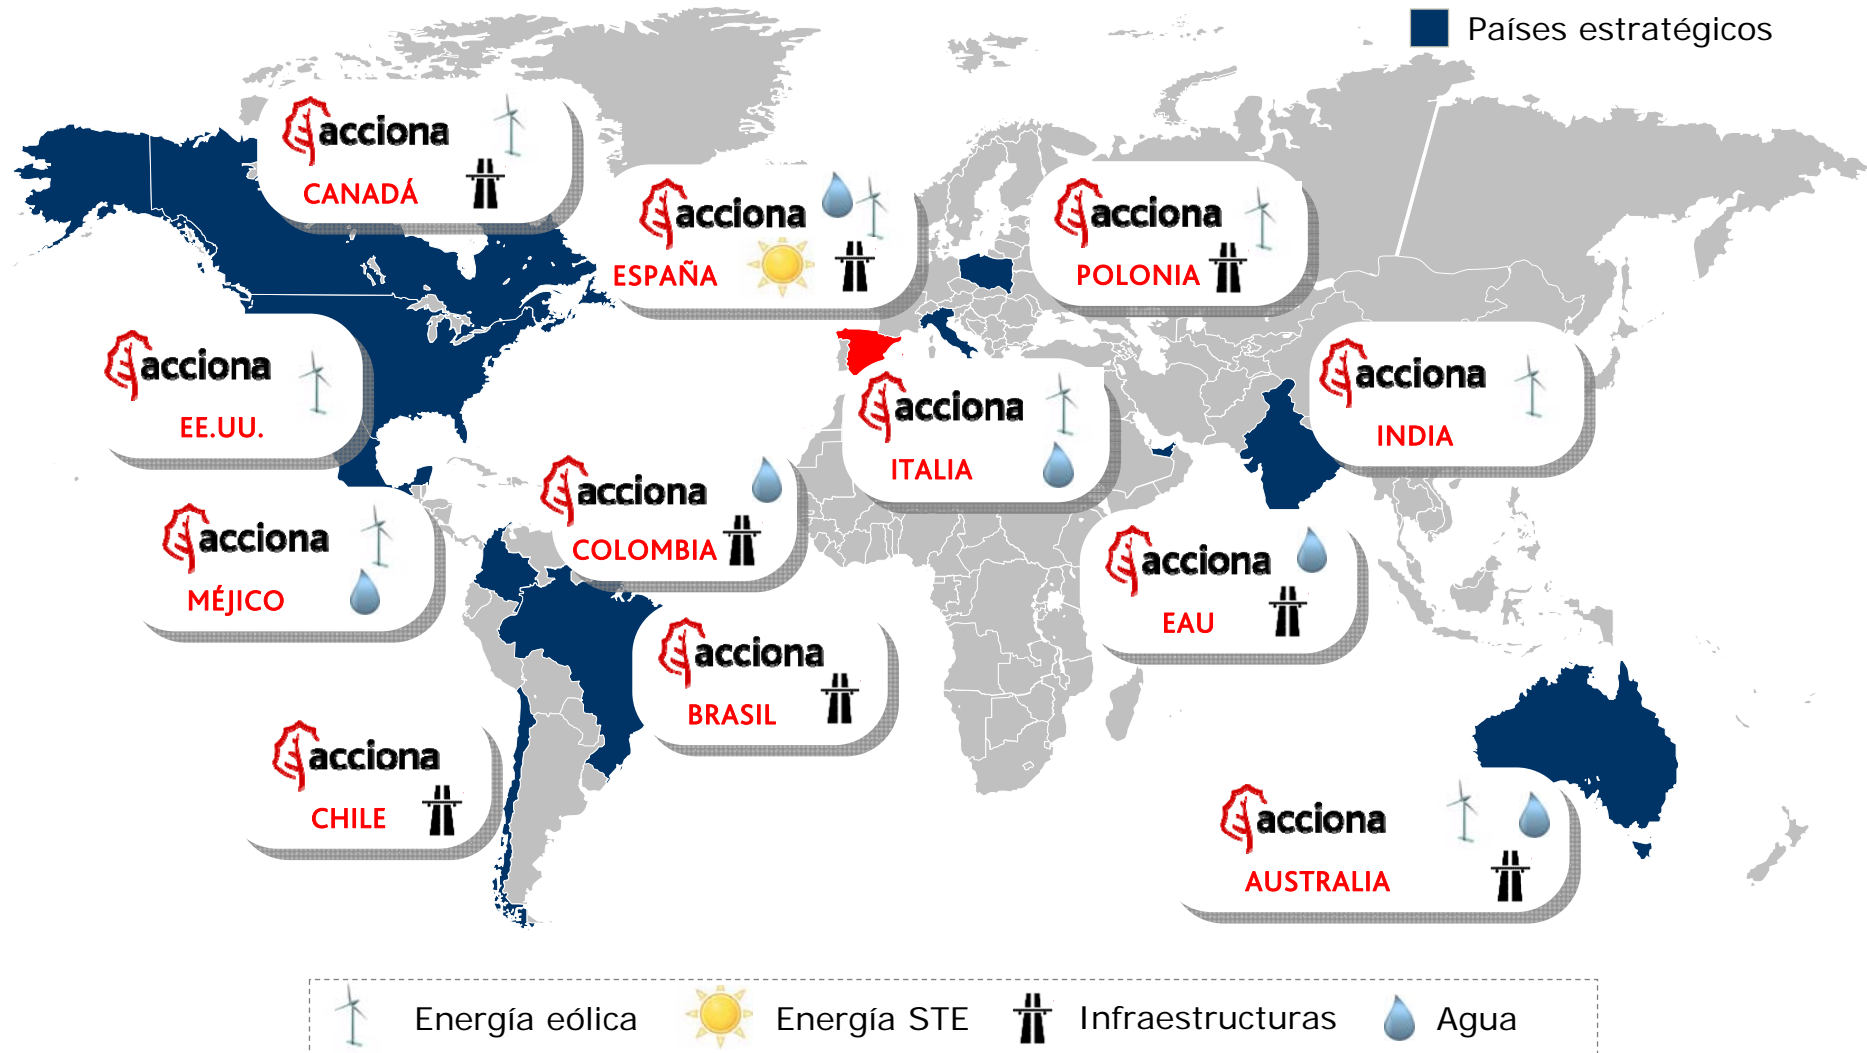 Países estratégicos
acciona
CANADÁ
acciona
ESPAÑA
acciona
POLONIA
acciona
EE.UU.
acciona
ITALIA
acciona
INDIA
acciona
COLOMBIA
acciona
MÉJICO
acciona
EAU
acciona
BRASIL
acciona
CHILE
acciona
AUSTRALIA
Energía eólica
Energía STE
Infraestructuras
Agua